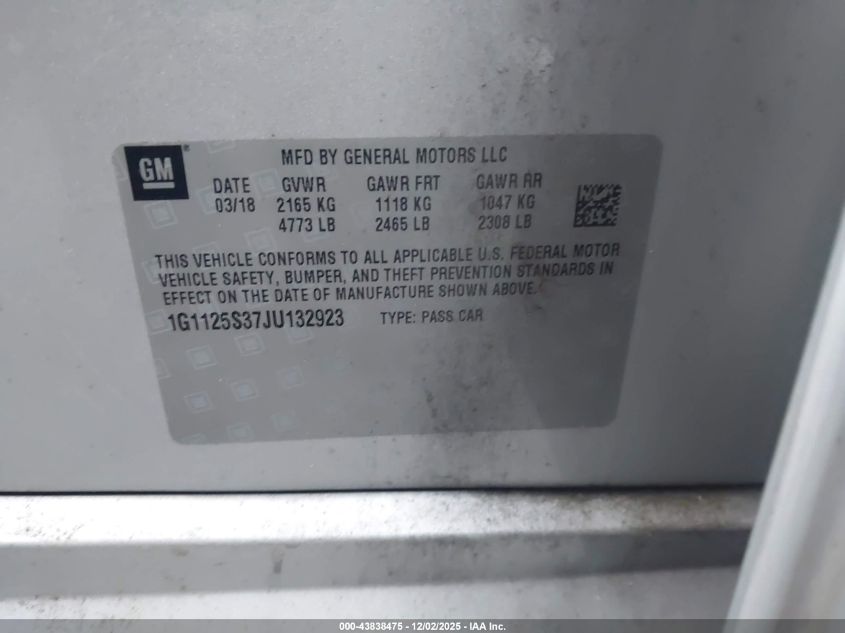 GM®
MFD BY GENERAL MOTORS LLC
DATE GVWR GAWR FRT GAWR RR
03/18 2165 KG 1118 KG 1047 KG
4773 LB 2465 LB 2308 LB
THIS VEHICLE CONFORMS TO ALL APPLICABLE U.S. FEDERAL MOTOR
VEHICLE SAFETY, BUMPER, AND THEFT PREVENTION STANDARDS IN
EFFECT ON THE DATE OF MANUFACTURE SHOWN ABOVE.
1G1125S37JU132923 TYPE: PASS CAR
000-43838475 - 12/02/2025 - IAA Inc.